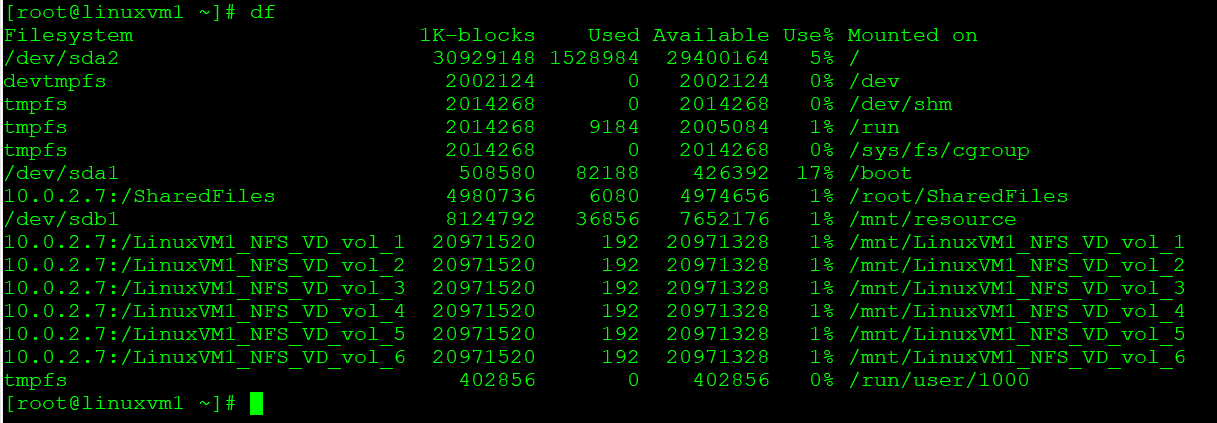 [root@linuxvm1 ~]# df
Filesystem                      1K-blocks    Used Available Use% Mounted on
/dev/sda2                        30929148 1528984  29400164   5% /
devtmpfs                          2002124       0   2002124   0% /dev
tmpfs                             2014268       0   2014268   0% /dev/shm
tmpfs                             2014268    9184   2005084   1% /run
tmpfs                             2014268       0   2014268   0% /sys/fs/cgroup
/dev/sda1                          508580   82188    426392  17% /boot
10.0.2.7:/SharedFiles             4980736    6080   4974656   1% /root/SharedFiles
/dev/sdb1                         8124792   36856   7652176   1% /mnt/resource
10.0.2.7:/LinuxVM1_NFS_VD_vol_1  20971520     192  20971328   1% /mnt/LinuxVM1_NFS_VD_vol_1
10.0.2.7:/LinuxVM1_NFS_VD_vol_2  20971520     192  20971328   1% /mnt/LinuxVM1_NFS_VD_vol_2
10.0.2.7:/LinuxVM1_NFS_VD_vol_3  20971520     192  20971328   1% /mnt/LinuxVM1_NFS_VD_vol_3
10.0.2.7:/LinuxVM1_NFS_VD_vol_4  20971520     192  20971328   1% /mnt/LinuxVM1_NFS_VD_vol_4
10.0.2.7:/LinuxVM1_NFS_VD_vol_5  20971520     192  20971328   1% /mnt/LinuxVM1_NFS_VD_vol_5
10.0.2.7:/LinuxVM1_NFS_VD_vol_6  20971520     192  20971328   1% /mnt/LinuxVM1_NFS_VD_vol_6
tmpfs                              402856       0    402856   0% /run/user/1000
[root@linuxvm1 ~]#